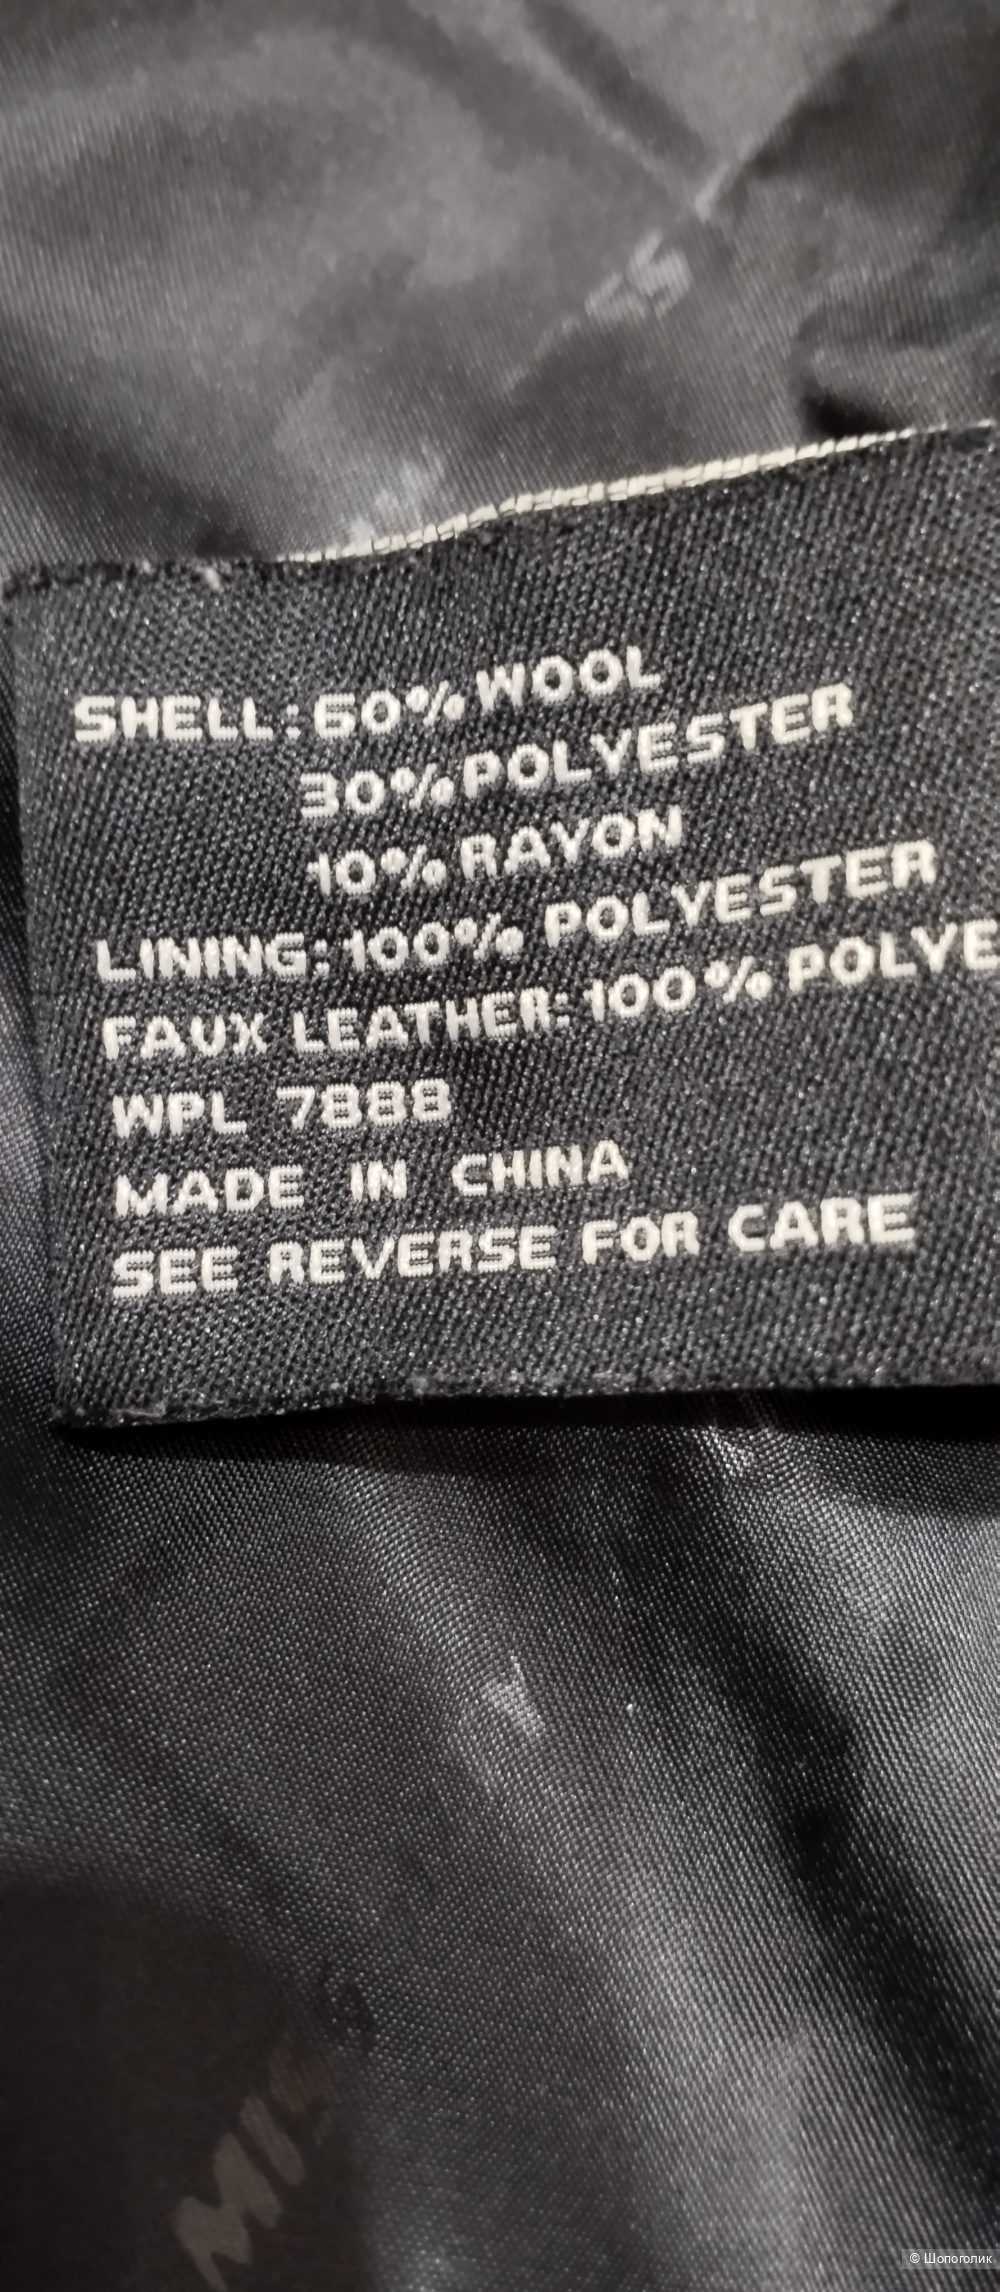 SHELL: 60% WOOL
30% POLYESTER
10% RAYON
LINING: 100% POLYESTER
FAUX LEATHER: 100% POLYE
WPL 7888
MADE IN CHINA
SEE REVERSE FOR CARE
MIS
© Шопоголик